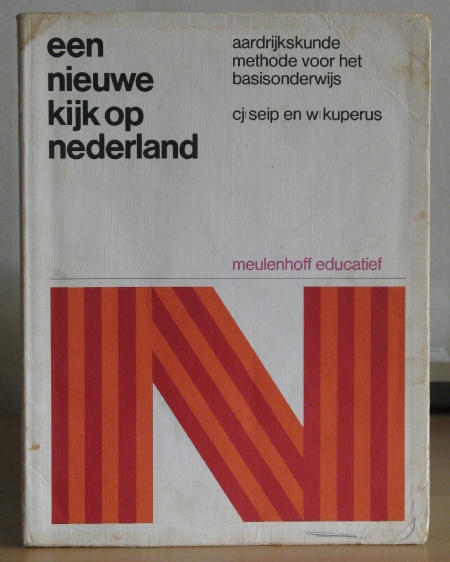 een
nieuwe
kijk op
nederland
aardrijkskunde
methode voor het
basisonderwijs
cj seip en w kuperus
meulenhoff educatief
N